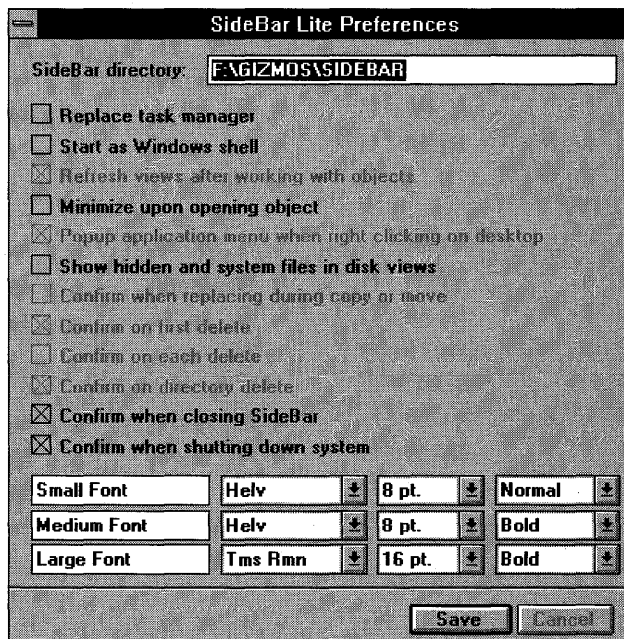 SideBar Lite Preferences
SideBar directory: F:\GIZMOS\SIDEBAR
Replace task manager
Start as Windows shell
Refresh views after working with objects
Minimize upon opening object
Popup application menu when right clicking on desktop
Show hidden and system files in disk views
Confirm when replacing during copy or move
Confirm on first delete
Confirm on each delete
Confirm on directory delete
Confirm when closing SideBar
Confirm when shutting down system
Small Font Helv 8 pt. Normal
Medium Font Helv 8 pt. Bold
Large Font Tms Rmn 16 pt. Bold
Save Cancel